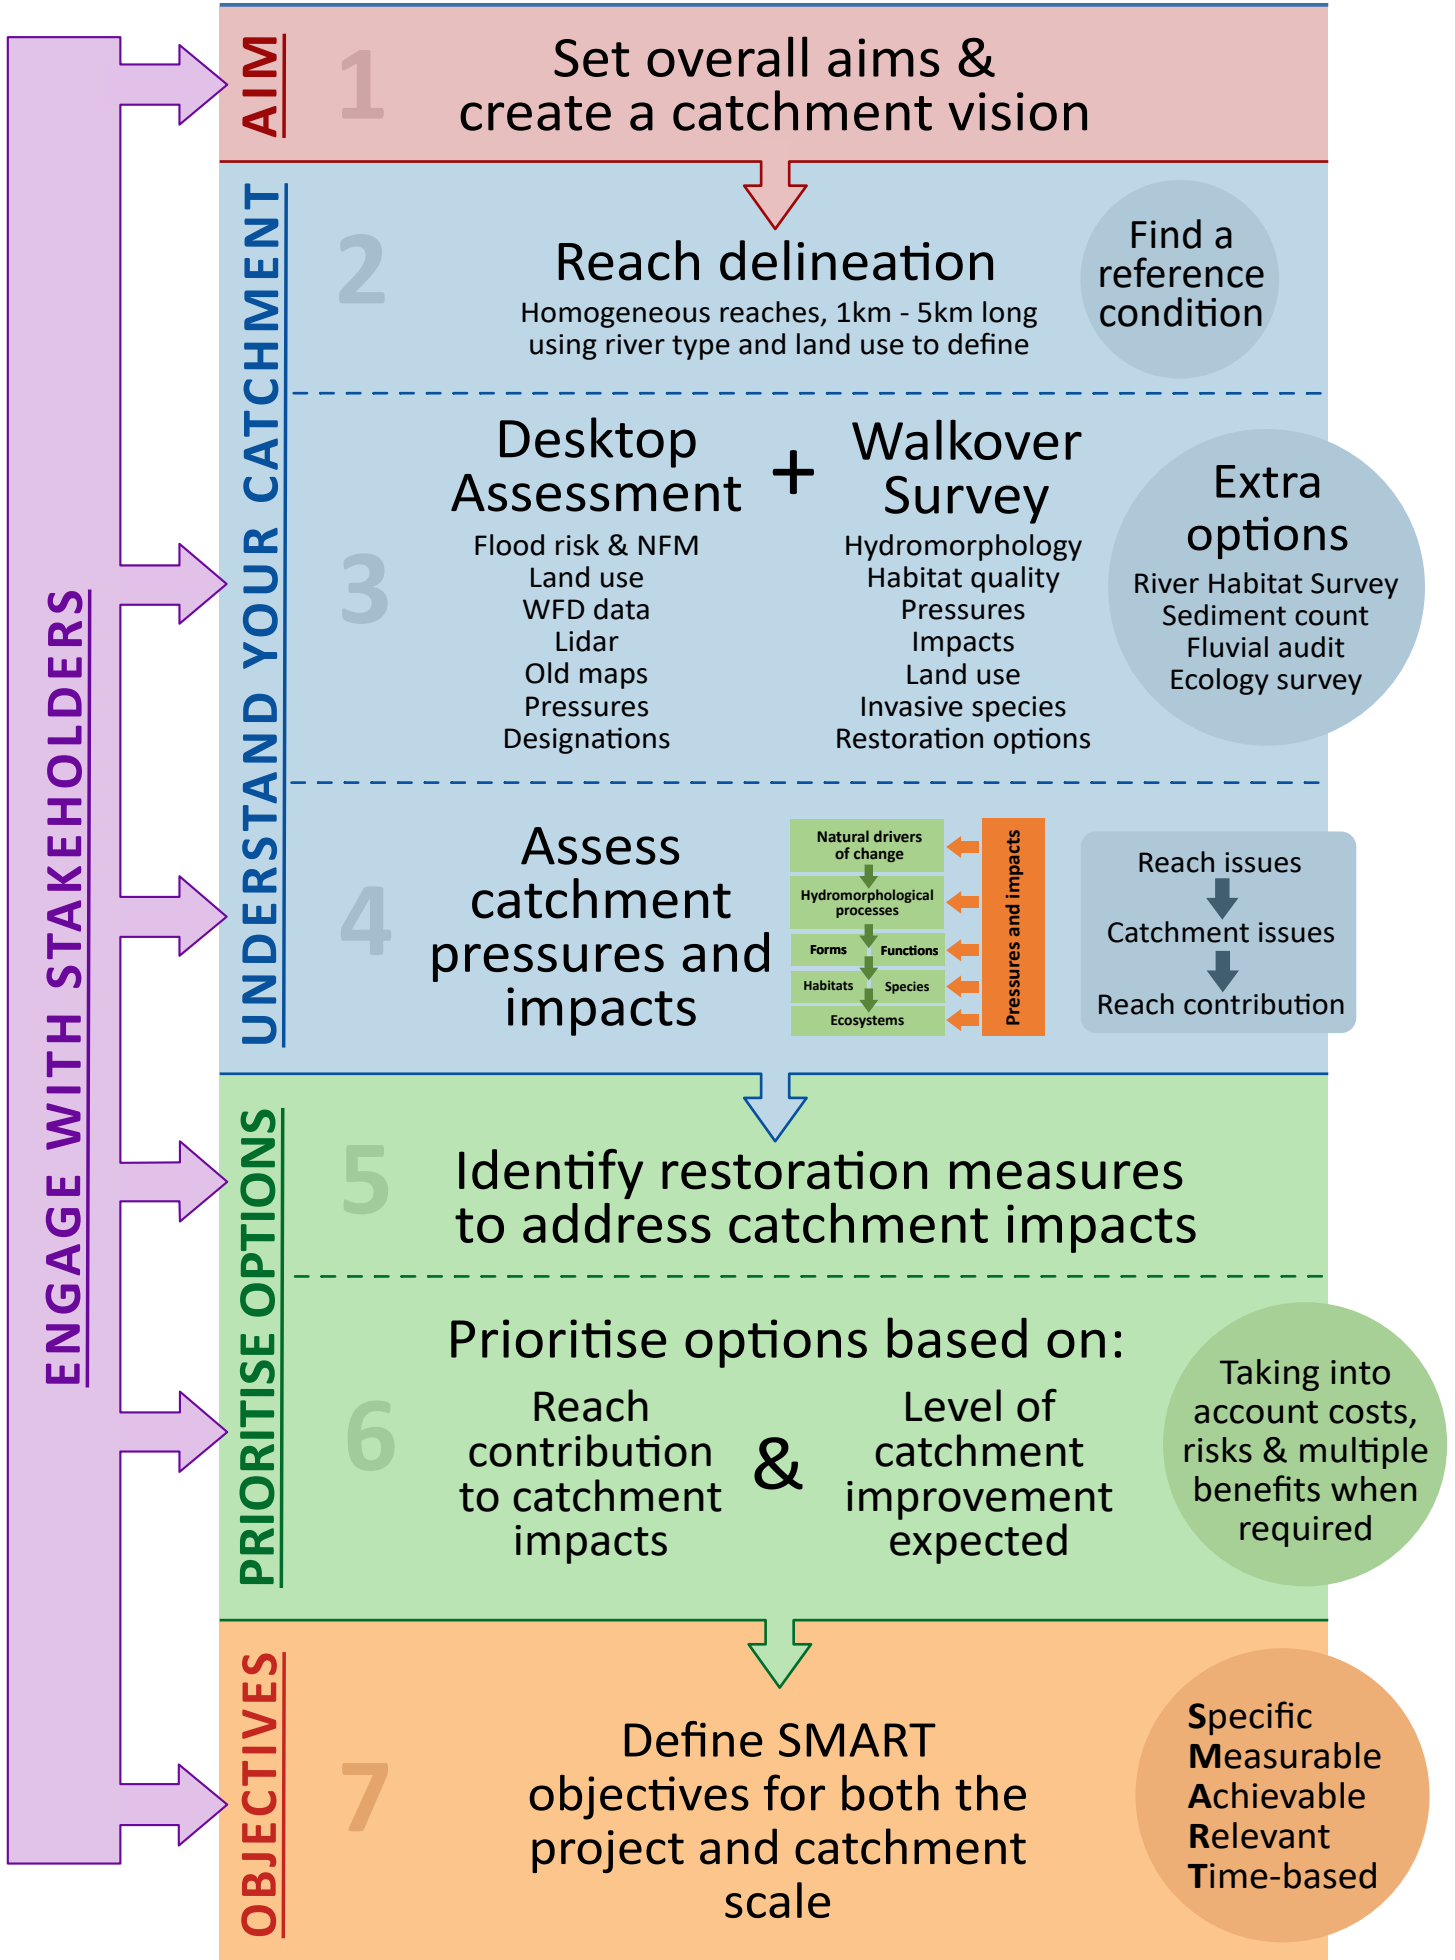 ENGAGE WITH STAKEHOLDERS
AIM
1
Set overall aims &
create a catchment vision
UNDERSTAND YOUR CATCHMENT
2
Reach delineation
Homogeneous reaches, 1km - 5km long
using river type and land use to define
Find a
reference
condition
3
Desktop
Assessment
Flood risk & NFM
Land use
WFD data
Lidar
Old maps
Pressures
Designations
+
Walkover
Survey
Hydromorphology
Habitat quality
Pressures
Impacts
Land use
Invasive species
Restoration options
Extra
options
River Habitat Survey
Sediment count
Fluvial audit
Ecology survey
4
Assess
catchment
pressures and
impacts
Natural drivers
of change
Hydromorphological
processes
Forms Functions
Habitats Species
Ecosystems
Pressures and impacts
Reach issues
Catchment issues
Reach contribution
PRIORITISE OPTIONS
5
Identify restoration measures
to address catchment impacts
6
Prioritise options based on:
Reach
contribution
to catchment
impacts
&
Level of
catchment
improvement
expected
Taking into
account costs,
risks & multiple
benefits when
required
OBJECTIVES
7
Define SMART
objectives for both the
project and catchment
scale
Specific
Measurable
Achievable
Relevant
Time-based